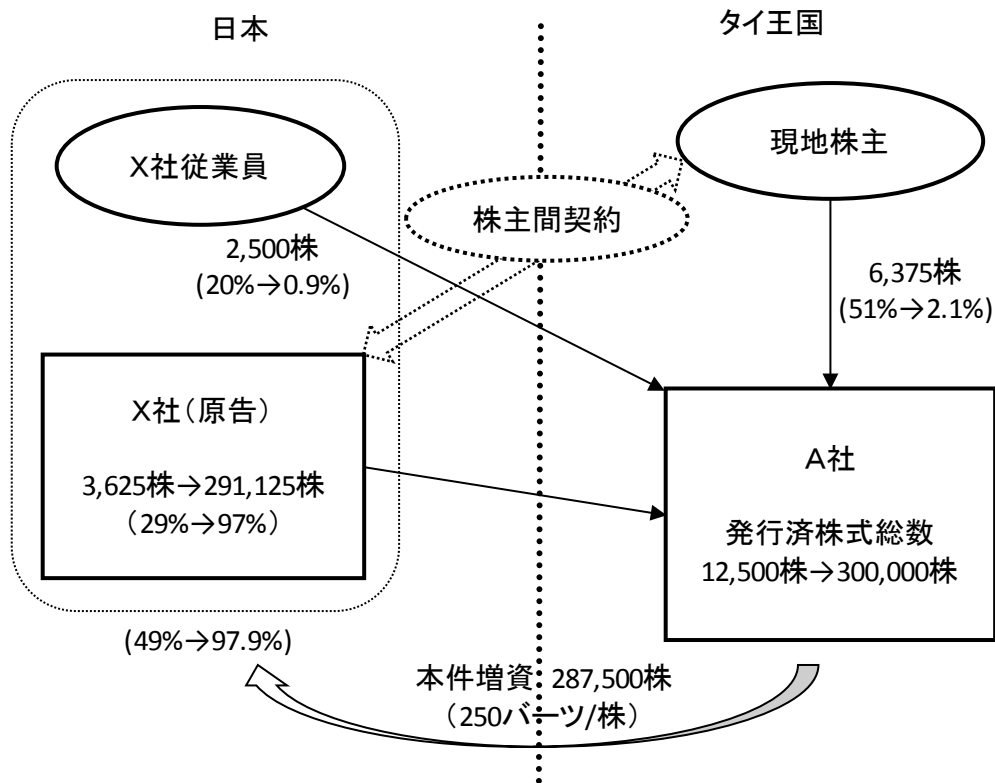 日本
タイ王国
X社従業員
現地株主
株主間契約
2,500株
(20%→0.9%)
6,375株
(51%→2.1%)
X社（原告）
3,625株→291,125株
（29%→97%）
A社
発行済株式総数
12,500株→300,000株
(49%→97.9%)
本件増資 287,500株
（250バーツ/株）